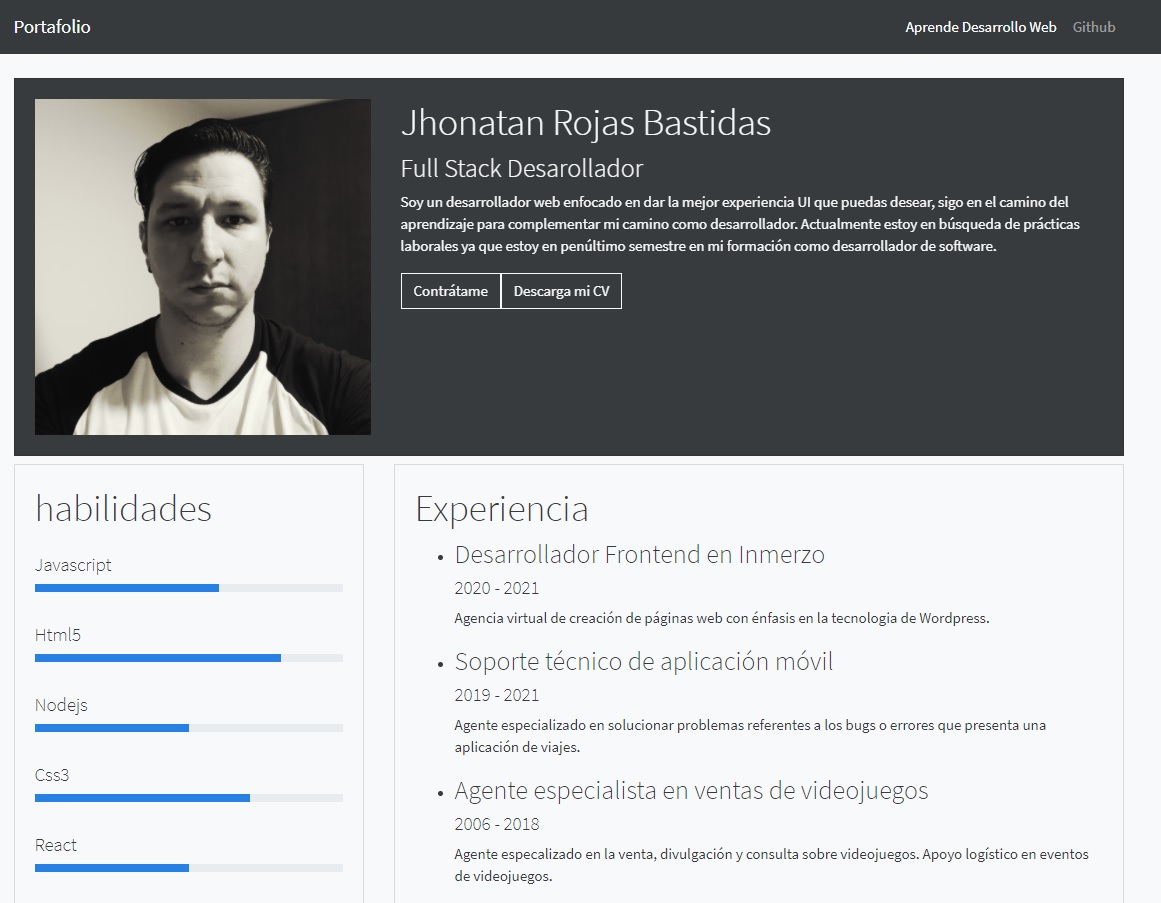 Portafolio
Aprende Desarrollo Web Github
Jhonatan Rojas Bastidas
Full Stack Desarollador
Soy un desarrollador web enfocado en dar la mejor experiencia UI que puedas desear, sigo en el camino del
aprendizaje para complementar mi camino como desarrollador. Actualmente estoy en búsqueda de prácticas
laborales ya que estoy en penúltimo semestre en mi formación como desarrollador de software.
Contrátame Descarga mi CV
habilidades
Javascript
Html5
Nodejs
Css3
React
Experiencia
Desarrollador Frontend en Inmerzo
2020 - 2021
Agencia virtual de creación de páginas web con énfasis en la tecnologia de Wordpress.
Soporte técnico de aplicación móvil
2019 - 2021
Agente especializado en solucionar problemas referentes a los bugs o errores que presenta una
aplicación de viajes.
Agente especialista en ventas de videojuegos
2006 - 2018
Agente especalizado en la venta, divulgación y consulta sobre videojuegos. Apoyo logístico en eventos
de videojuegos.